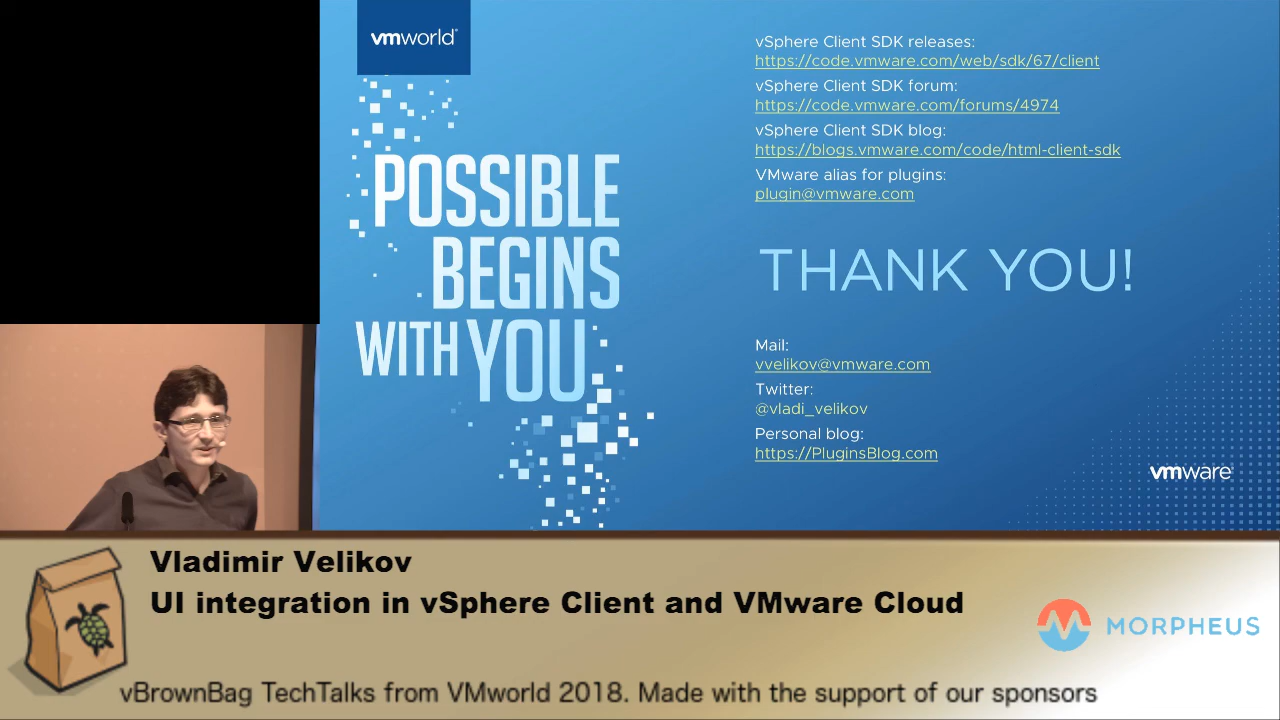 vmworld
POSSIBLE
BEGINS
WITH YOU
vSphere Client SDK releases:
https://code.vmware.com/web/sdk/67/client
vSphere Client SDK forum:
https://code.vmware.com/forums/4974
vSphere Client SDK blog:
https://blogs.vmware.com/code/html-client-sdk
VMware alias for plugins:
plugin@vmware.com
THANK YOU!
Mail:
vvelikov@vmware.com
Twitter:
@vladi_velikov
Personal blog:
https://PluginsBlog.com
vmware
Vladimir Velikov
UI integration in vSphere Client and VMware Cloud
MORPHEUS
vBrownBag TechTalks from VMworld 2018. Made with the support of our sponsors